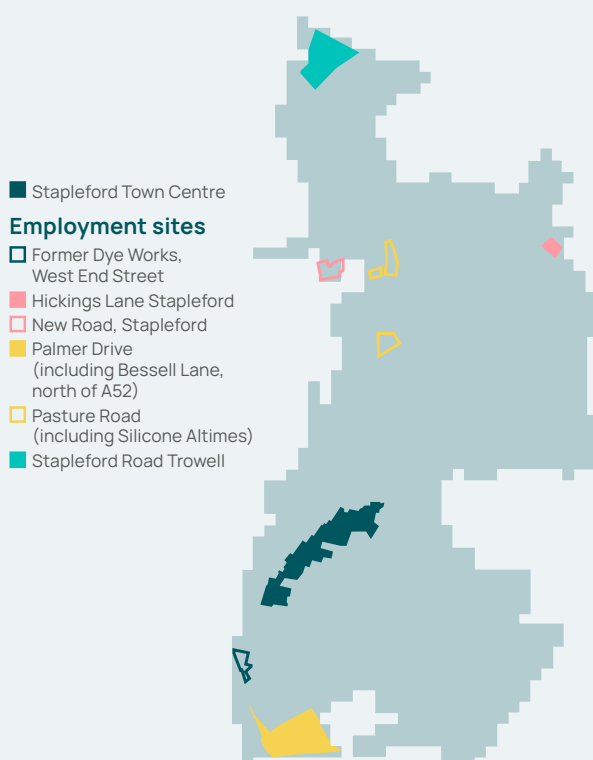 Stapleford Town Centre
Employment sites
Former Dye Works,
West End Street
Hickings Lane Stapleford
New Road, Stapleford
Palmer Drive
(including Bessell Lane,
north of A52)
Pasture Road
(including Silicone Altimes)
Stapleford Road Trowell